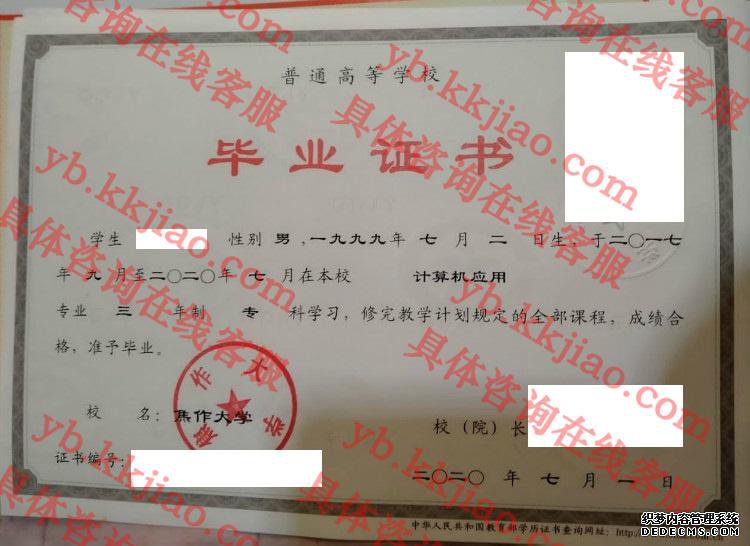 普通高等学校
毕业证书
学生 性别 男,一九九九年 七 月 二 日生,于二〇一七
年 九 月至二〇二〇年 七 月在本校 计算机应用
专业 三 年制 专 科学习,修完教学计划规定的全部课程,成绩合
格,准予毕业。
校 名:焦作大学
校(院)长
证书编号:
二〇二〇 年 七 月 一 日
中华人民共和国教育部学历证书查询网址:http:/
焦作大学
yb.kkjiao.com
具体咨询在线客服
织梦内容管理系统
DEDECMS.COM